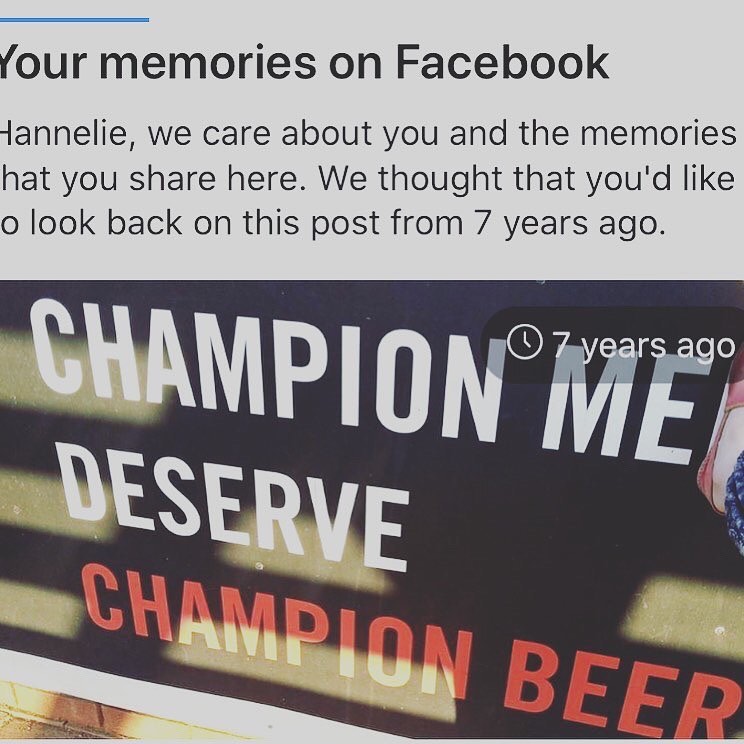 Your memories on Facebook
Hannelie, we care about you and the memories
hat you share here. We thought that you'd like
o look back on this post from 7 years ago.
7 years ago
CHAMPION ME
DESERVE
CHAMPION BEER